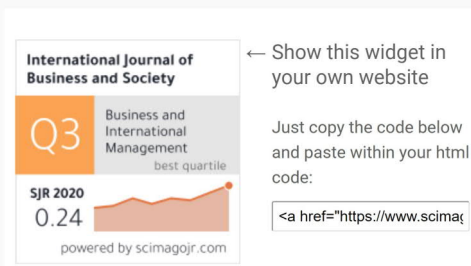 International Journal of
Business and Society
Q3
Business and
International
Management
best quartile
SJR 2020
0.24
powered by scimagojr.com
← Show this widget in
your own website
Just copy the code below
and paste within your html
code:
<a href="https://www.scimag